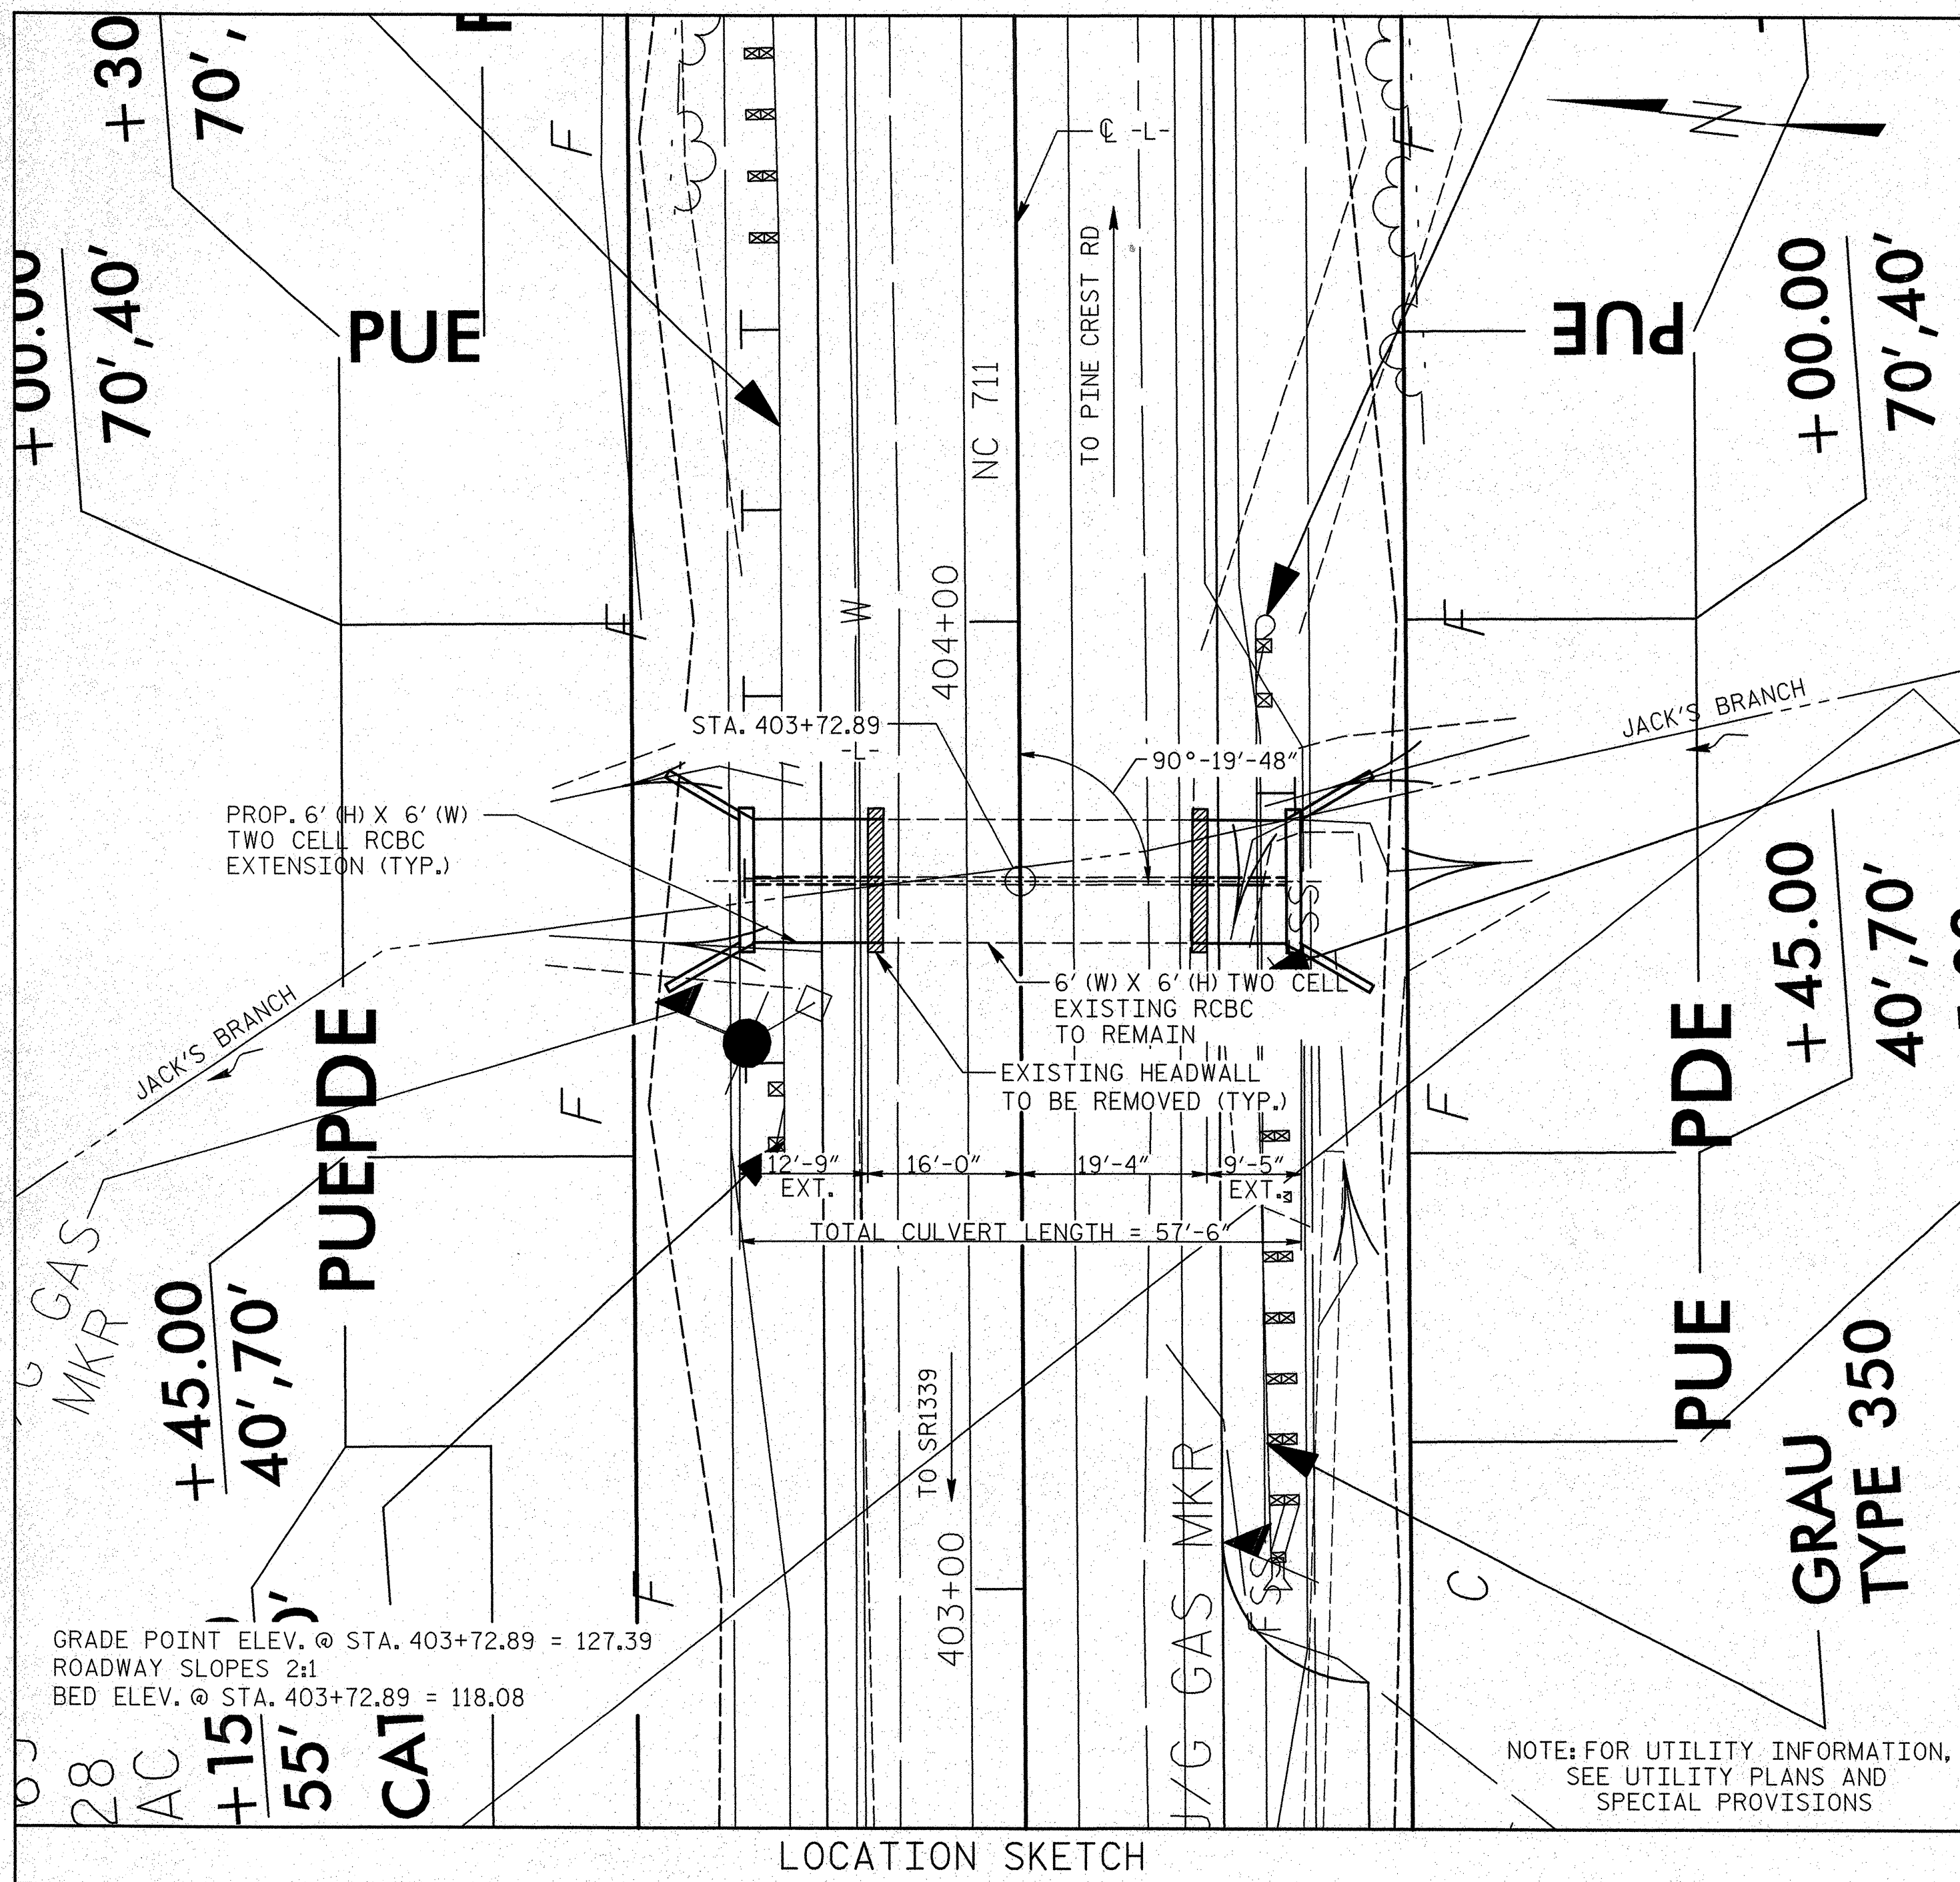 +30
70',
F
℄ -L-
F
N
TO PINE CREST RD
NC 711
+00.00
70',40'
PUE
PUE
+00.00
70',40'
F
W
404+00
F
STA. 403+72.89
-L-
90°-19'-48"
JACK'S BRANCH
PROP. 6' (H) X 6' (W)
TWO CELL RCBC
EXTENSION (TYP.)
SS
+45.00
40',70'
6' (W) X 6' (H) TWO CELL
EXISTING RCBC
TO REMAIN
EXISTING HEADWALL
TO BE REMOVED (TYP.)
JACK'S BRANCH
PUEPDE
F
F
PDE
12'-9"
EXT.
16'-0"
19'-4"
9'-5"
EXT.
TOTAL CULVERT LENGTH = 57'-6"
GAS
MKR
+45.00
40',70'
TO SR1339
PUE
GRAU
TYPE 350
403+00
U/G GAS MKR
F
SS
F
C
GRADE POINT ELEV. @ STA. 403+72.89 = 127.39
ROADWAY SLOPES 2:1
BED ELEV. @ STA. 403+72.89 = 118.08
28
AC
+15
55'
CAT
NOTE: FOR UTILITY INFORMATION,
SEE UTILITY PLANS AND
SPECIAL PROVISIONS
LOCATION SKETCH